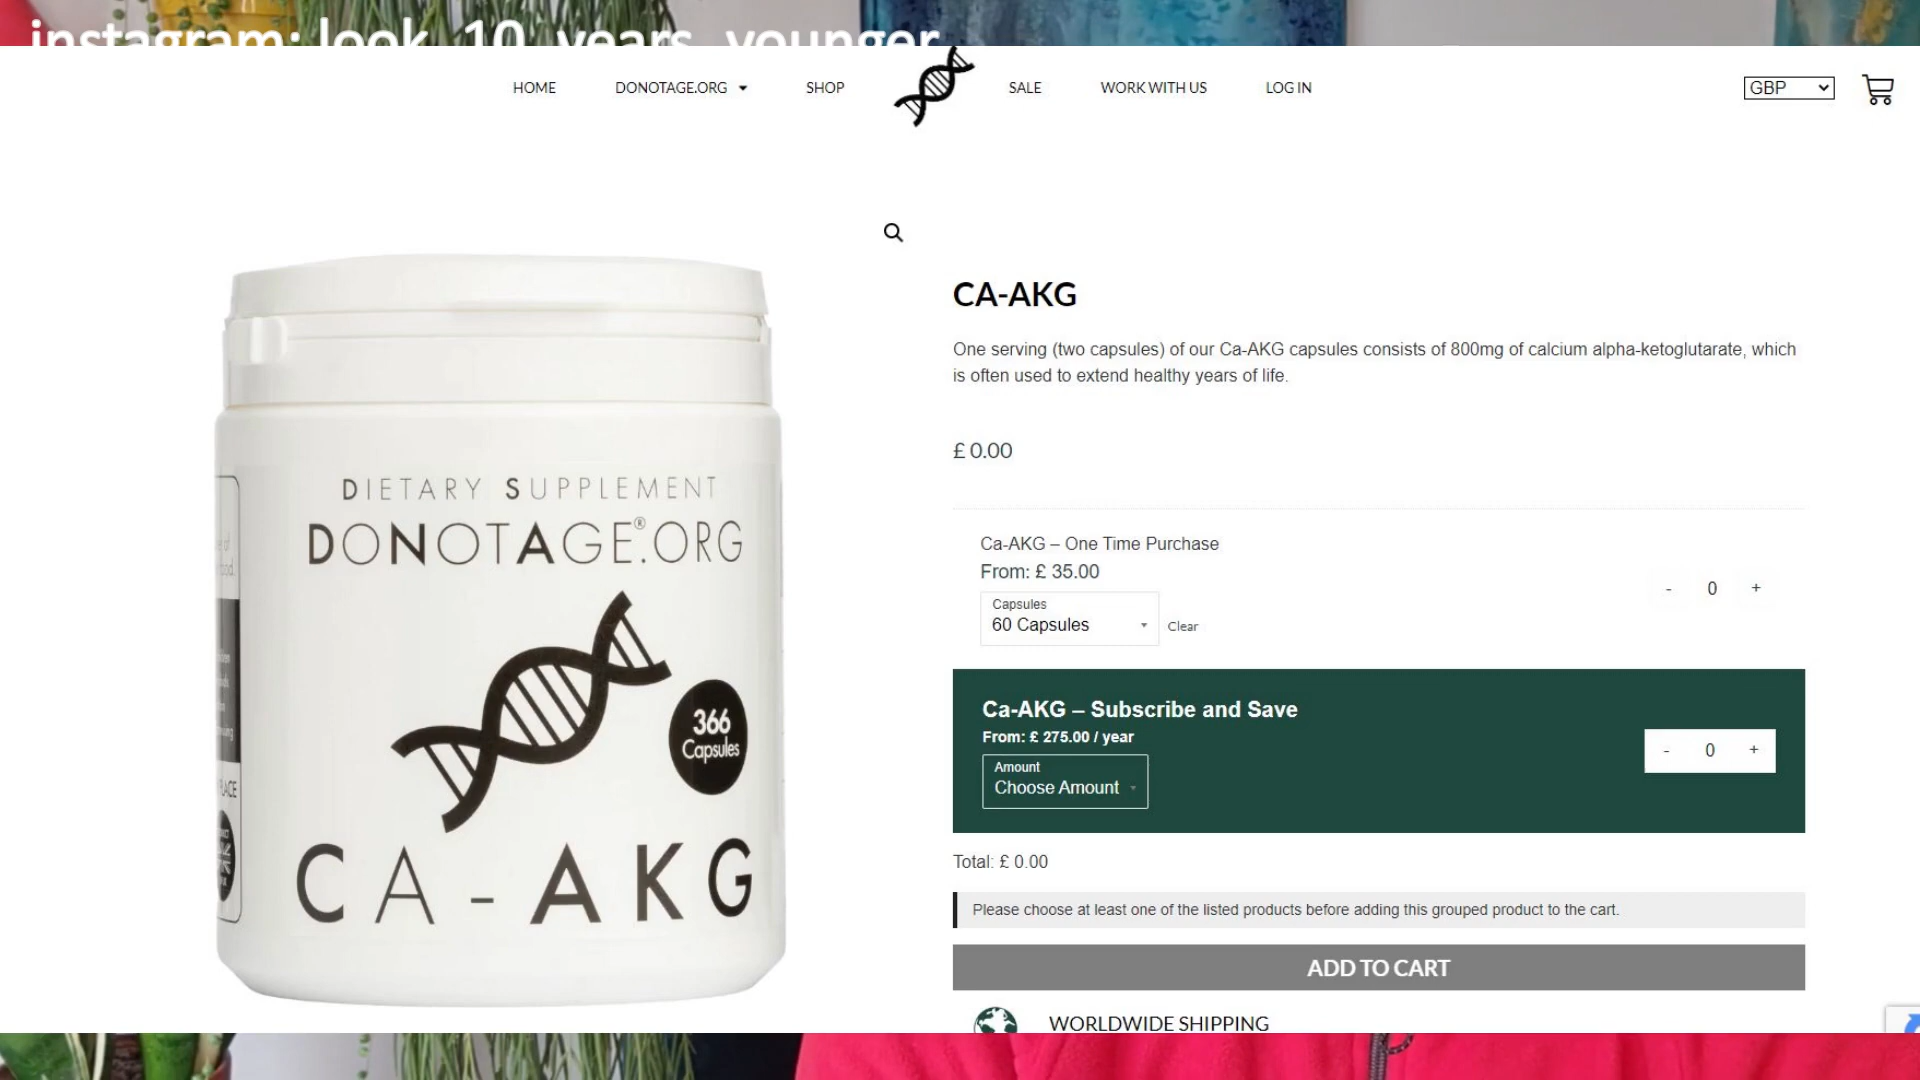 instagram: look_10_years_younger
HOME
DONOTAGE.ORG
SHOP
SALE
WORK WITH US
LOG IN
GBP
CA-AKG
One serving (two capsules) of our Ca-AKG capsules consists of 800mg of calcium alpha-ketoglutarate, which
is often used to extend healthy years of life.
£ 0.00
Ca-AKG – One Time Purchase
From: £ 35.00
Capsules
60 Capsules
Clear
- 0 +
Ca-AKG – Subscribe and Save
From: £ 275.00 / year
Amount
Choose Amount
- 0 +
Total: £ 0.00
Please choose at least one of the listed products before adding this grouped product to the cart.
ADD TO CART
WORLDWIDE SHIPPING
DIETARY SUPPLEMENT
DONOTAGE®.ORG
366
Capsules
CA-AKG